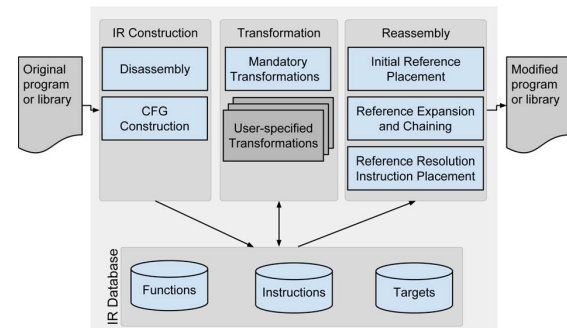 Original
program
or library
IR Construction
Disassembly
CFG
Construction
Transformation
Mandatory
Transformations
User-specified
Transformations
Reassembly
Initial Reference
Placement
Reference Expansion
and Chaining
Reference Resolution
Instruction Placement
Modified
program
or library
IR Database
Functions
Instructions
Targets